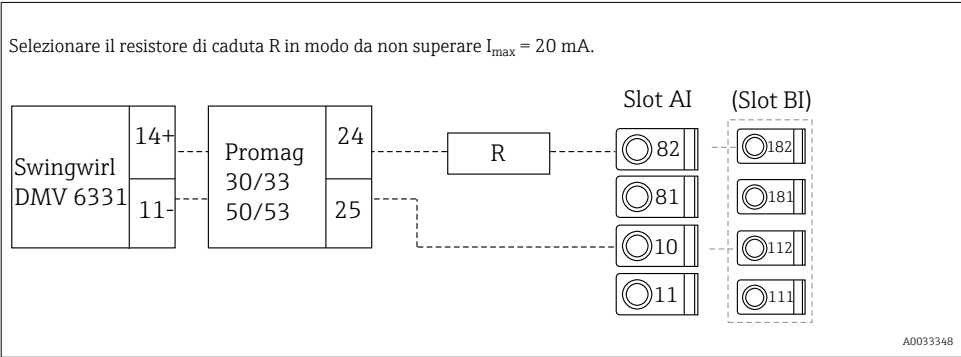 Selezionare il resistore di caduta R in modo da non superare Imax = 20 mA.
Slot AI
(Slot BI)
Swingwirl
DMV 6331
14+
11-
Promag
30/33
50/53
24
25
R
82
81
10
11
182
181
112
111
A0033348